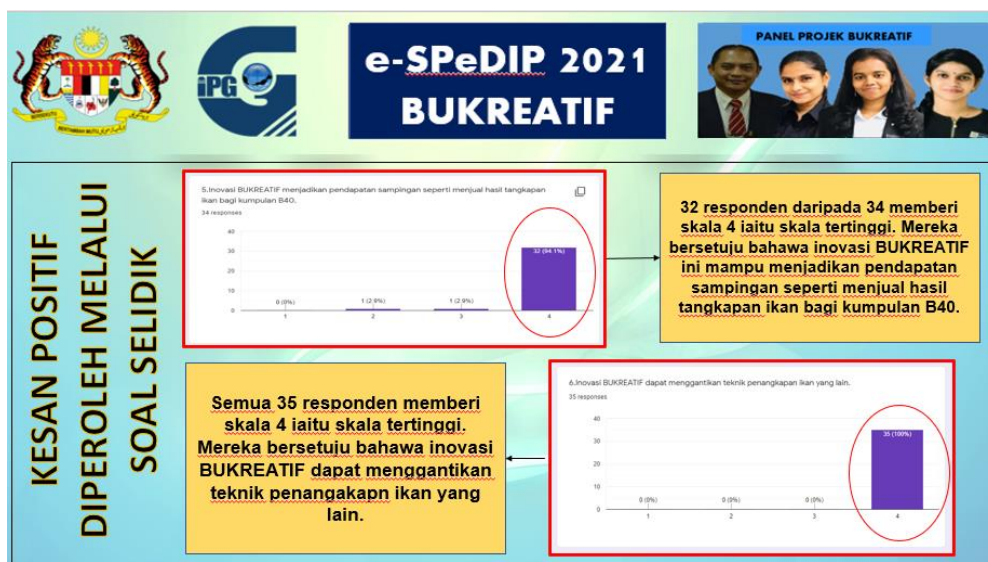 iPG
e-SPeDIP 2021
BUKREATIF
PANEL PROJEK BUKREATIF
KESAN POSITIF
DIPEROLEH MELALUI
SOAL SELIDIK
5.Inovasi BUKREATIF menjadikan pendapatan sampingan seperti menjual hasil tangkapan
ikan bagi kumpulan B40.
34 responses
40
30
20
10
0
0 (0%)
1 (2.9%)
1 (2.9%)
32 (94.1%)
1
2
3
4
32 responden daripada 34 memberi
skala 4 iaitu skala tertinggi. Mereka
bersetuju bahawa inovasi BUKREATIF
ini mampu menjadikan pendapatan
sampingan seperti menjual hasil
tangkapan ikan bagi kumpulan B40.
Semua 35 responden memberi
skala 4 iaitu skala tertinggi.
Mereka bersetuju bahawa inovasi
BUKREATIF dapat menggantikan
teknik penangakapn ikan yang
lain.
6.Inovasi BUKREATIF dapat menggantikan teknik penangkapan ikan yang lain.
35 responses
40
30
20
10
0
0 (0%)
0 (0%)
0 (0%)
35 (100%)
1
2
3
4